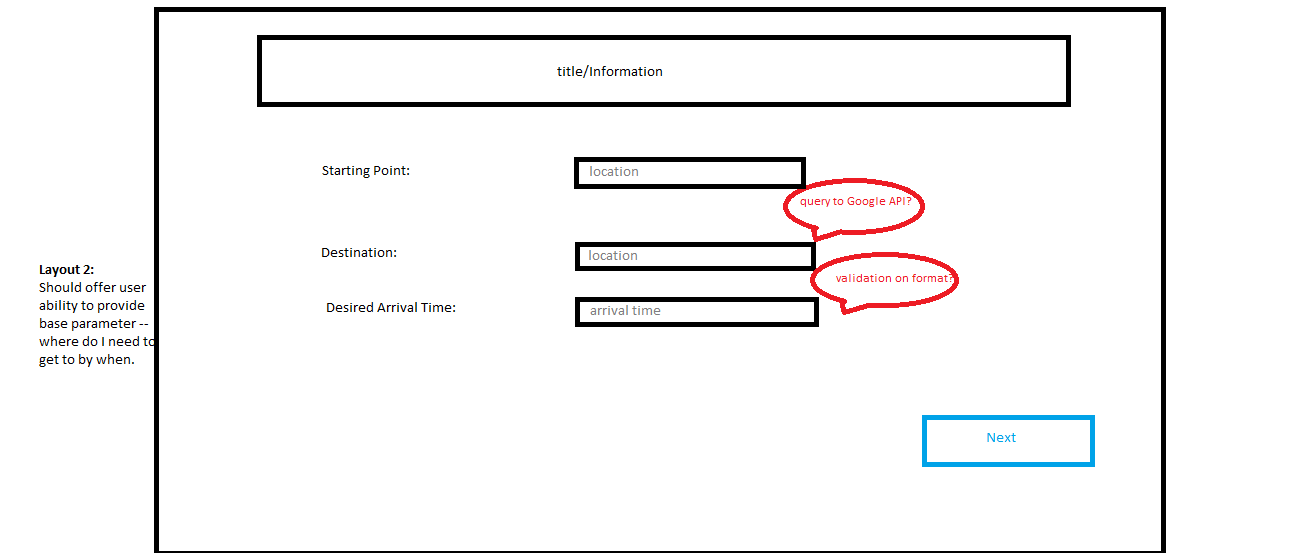 title/Information
Starting Point:
location
query to Google API?
Destination:
location
validation on format?
Desired Arrival Time:
arrival time
Layout 2:
Should offer user
ability to provide
base parameter --
where do I need to
get to by when.
Next